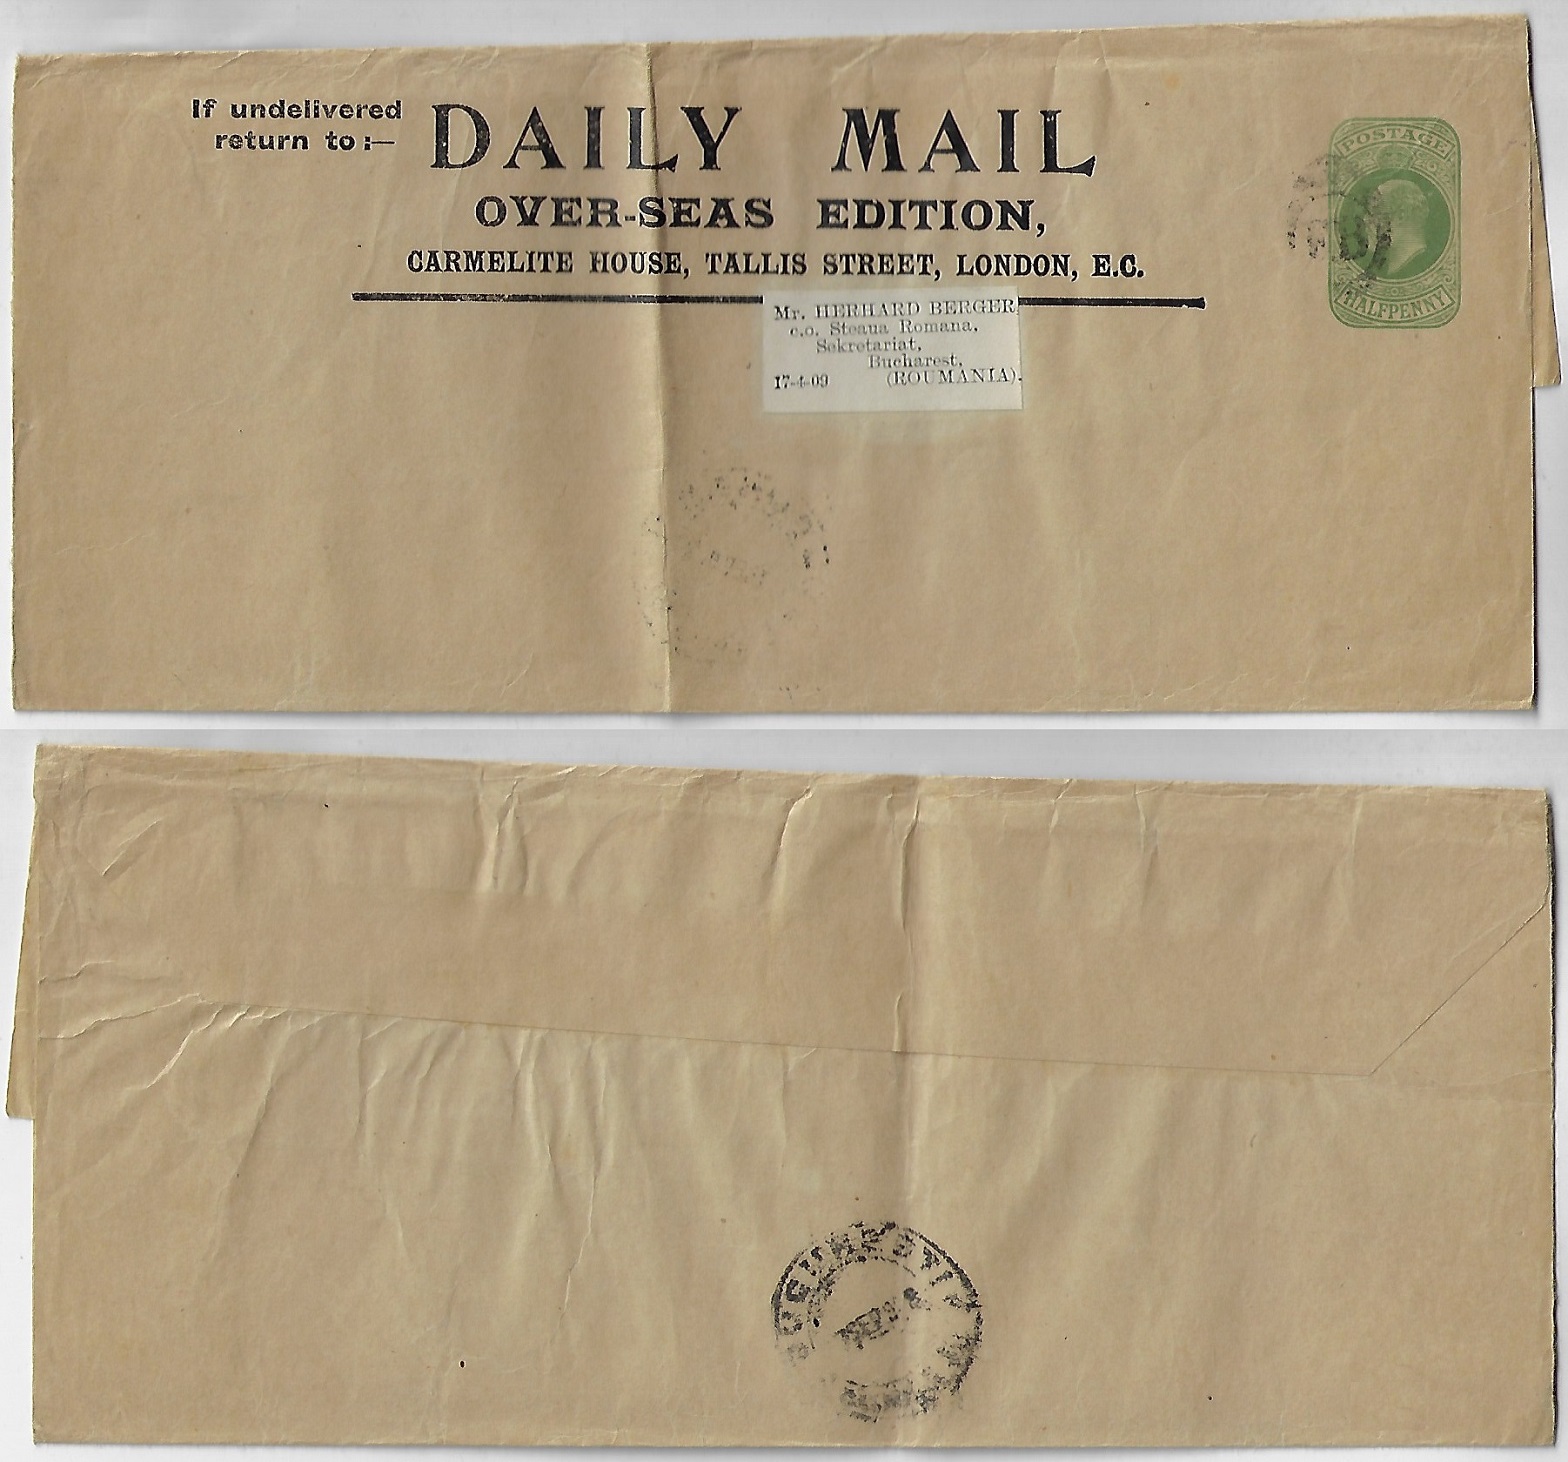 If undelivered
return to :—
DAILY MAIL
OVER-SEAS EDITION,
CARMELITE HOUSE, TALLIS STREET, LONDON, E.C.
POSTAGE
HALFPENNY
Mr. HERHARD BERGER
c.o. Steaua Romana,
Sekretariat,
Bucharest.
17-4-09 (ROUMANIA).